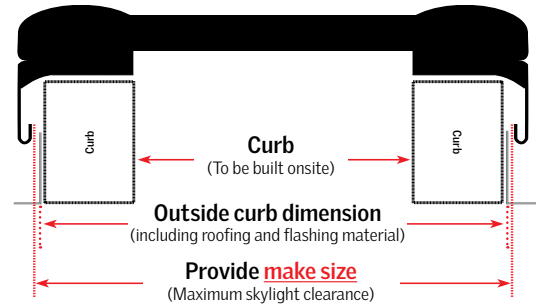 Curb
Curb
Curb
(To be built onsite)
Outside curb dimension
(including roofing and flashing material)
Provide make size
(Maximum skylight clearance)